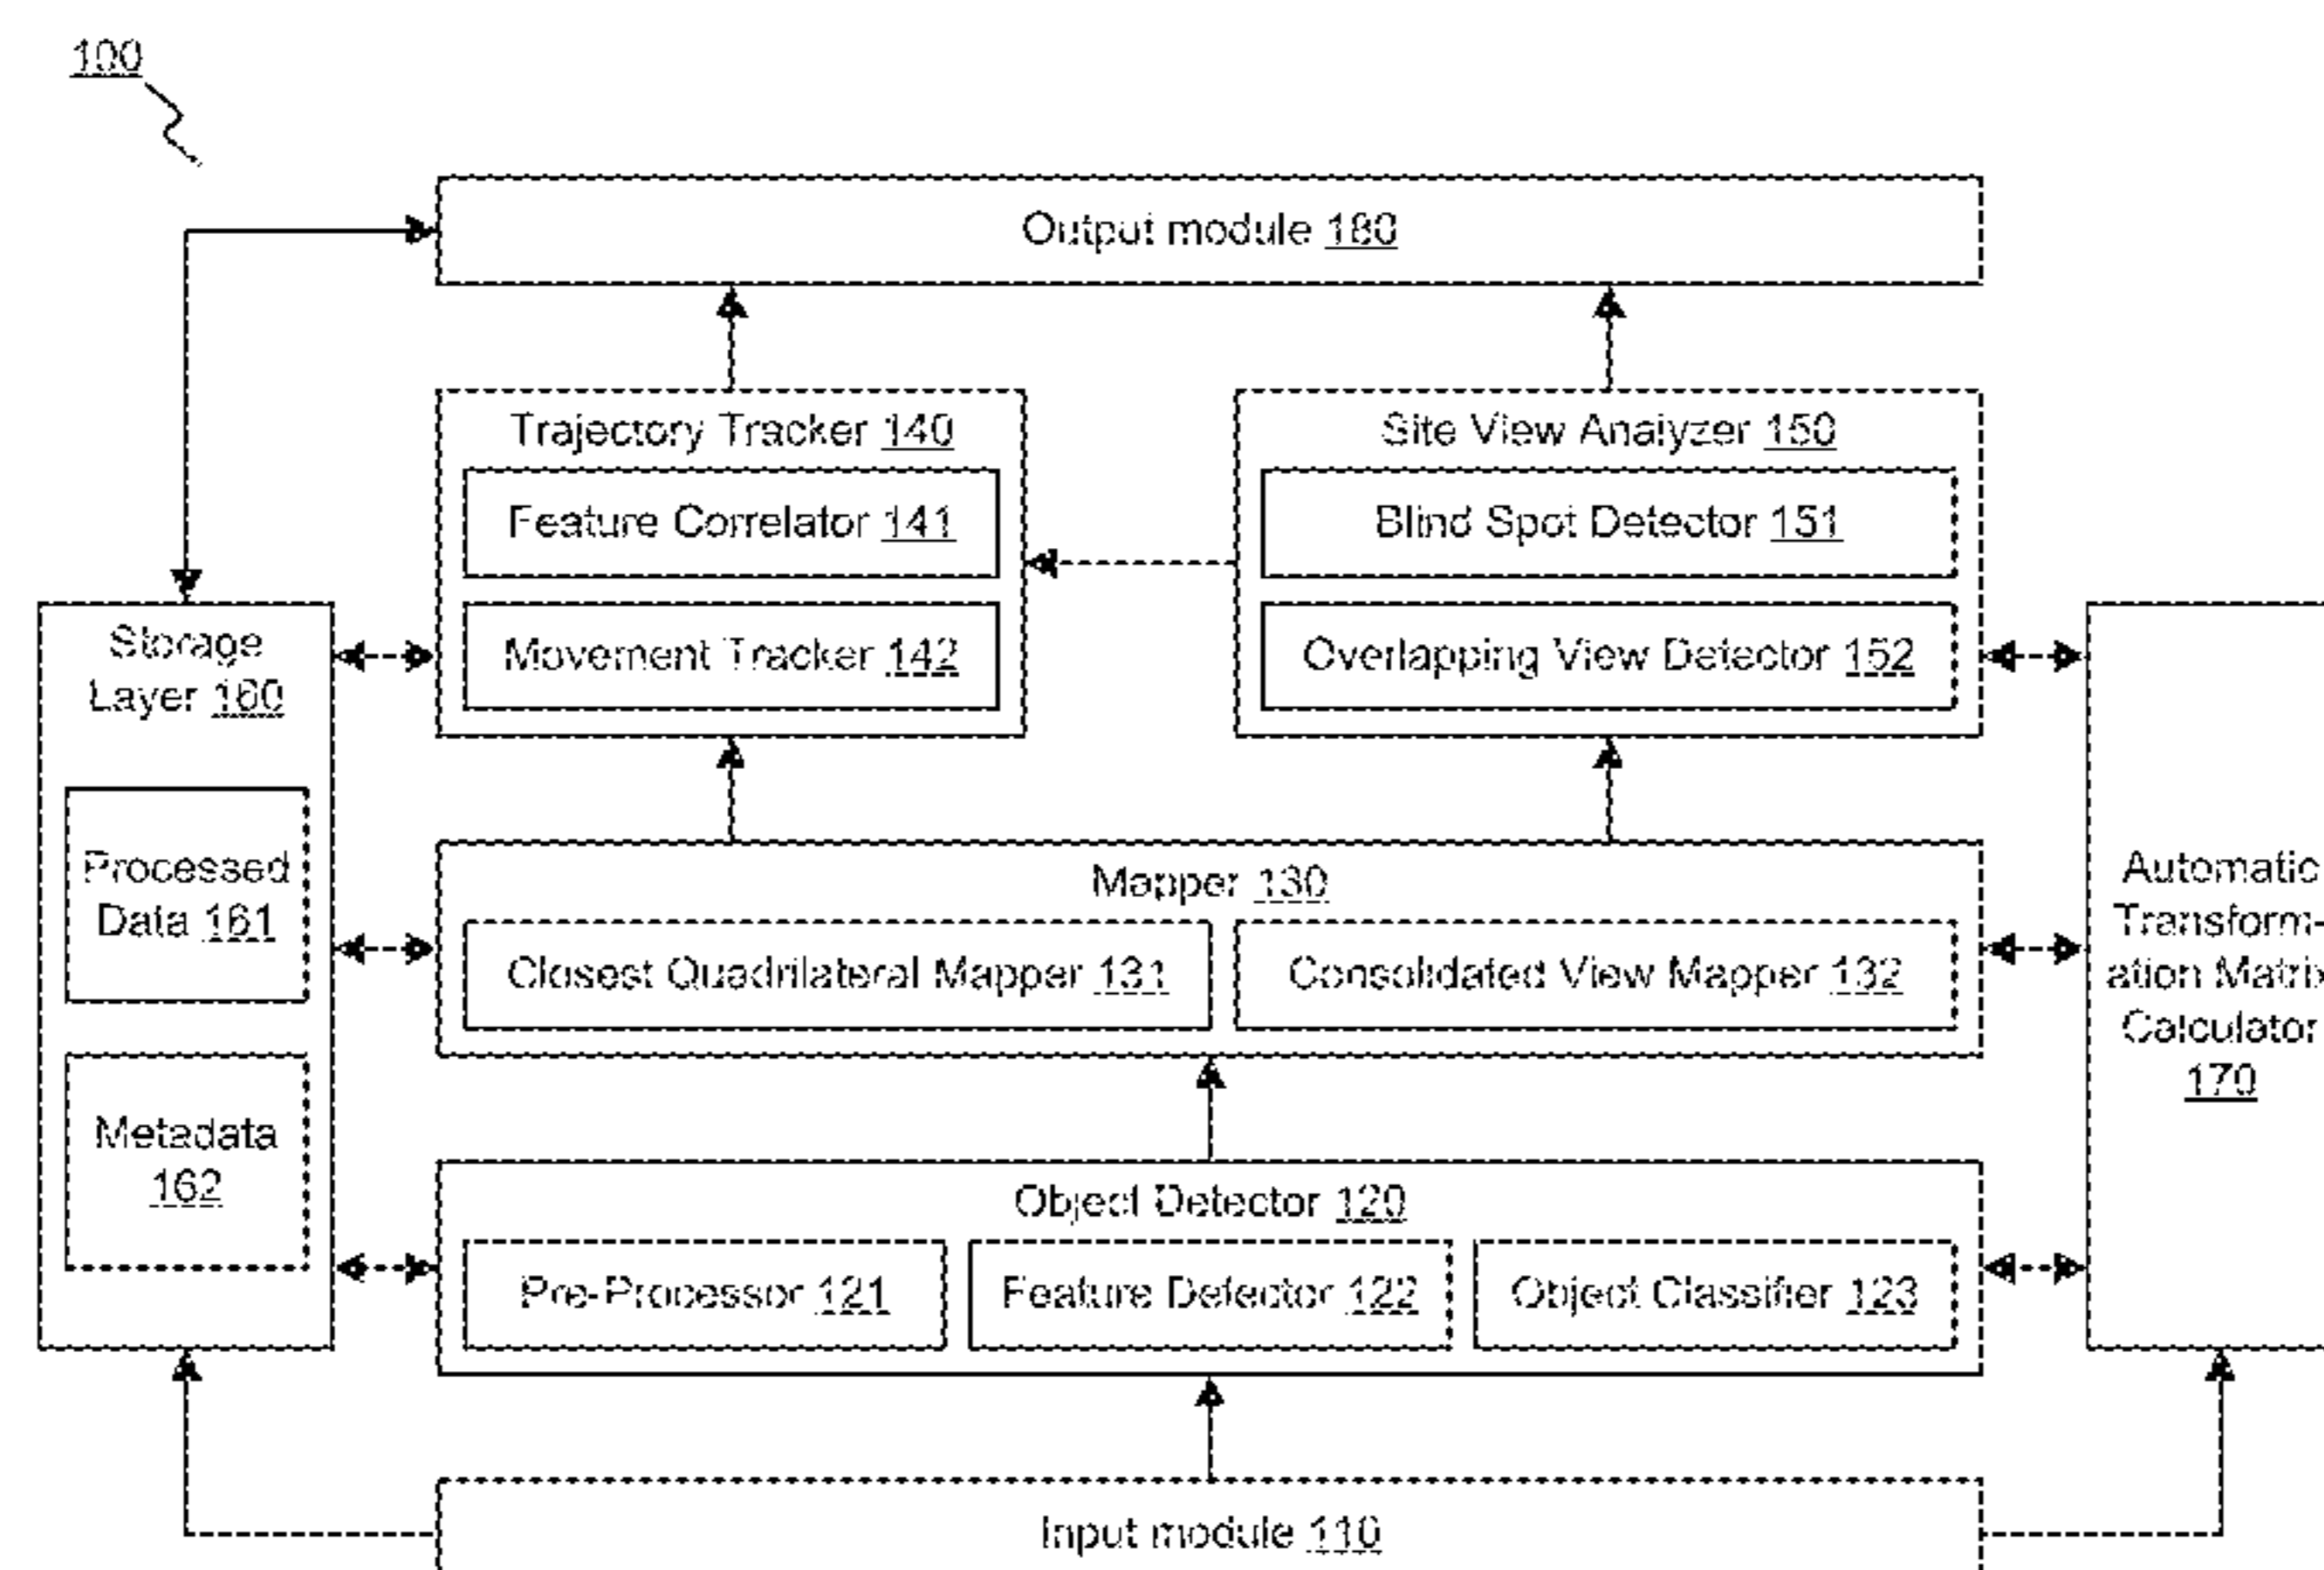 100
Output module 180
Trajectory Tracker 140
Feature Correlator 141
Movement Tracker 142
Site View Analyzer 150
Blind Spot Detector 151
Overlapping View Detector 152
Storage
Layer 160
Processed
Data 161
Metadata
162
Mapper 130
Closest Quadrilateral Mapper 131
Consolidated View Mapper 132
Automatic
Transform-
ation Matrix
Calculator
170
Object Detector 120
Pre-Processor 121
Feature Detector 122
Object Classifier 123
Input module 110